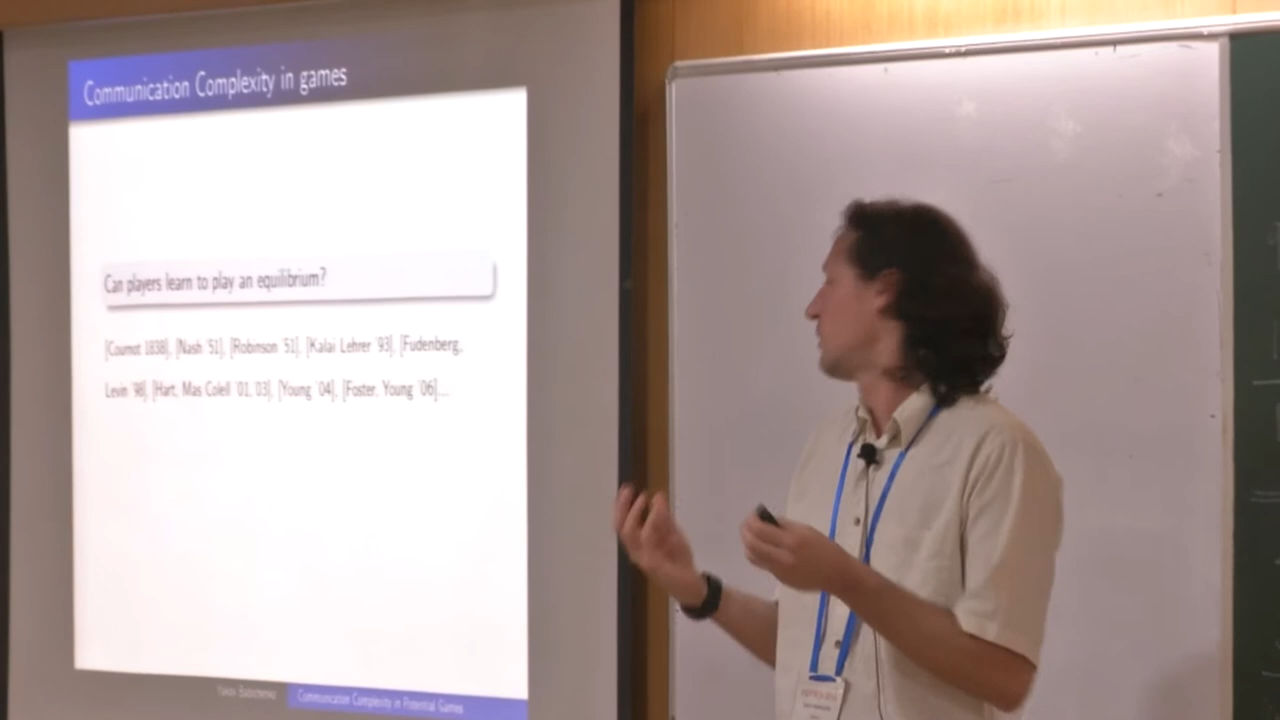 Communication Complexity in games
Can players learn to play an equilibrium?
[Cournot 1838], [Nash '51], [Robinson '51], [Kalai Lehrer '93], [Fudenberg,
Levin '98], [Hart, Mas Colell '01, '03], [Young '04], [Foster, Young '06]....
Yakov Babichenko
Communication Complexity in Potential Games